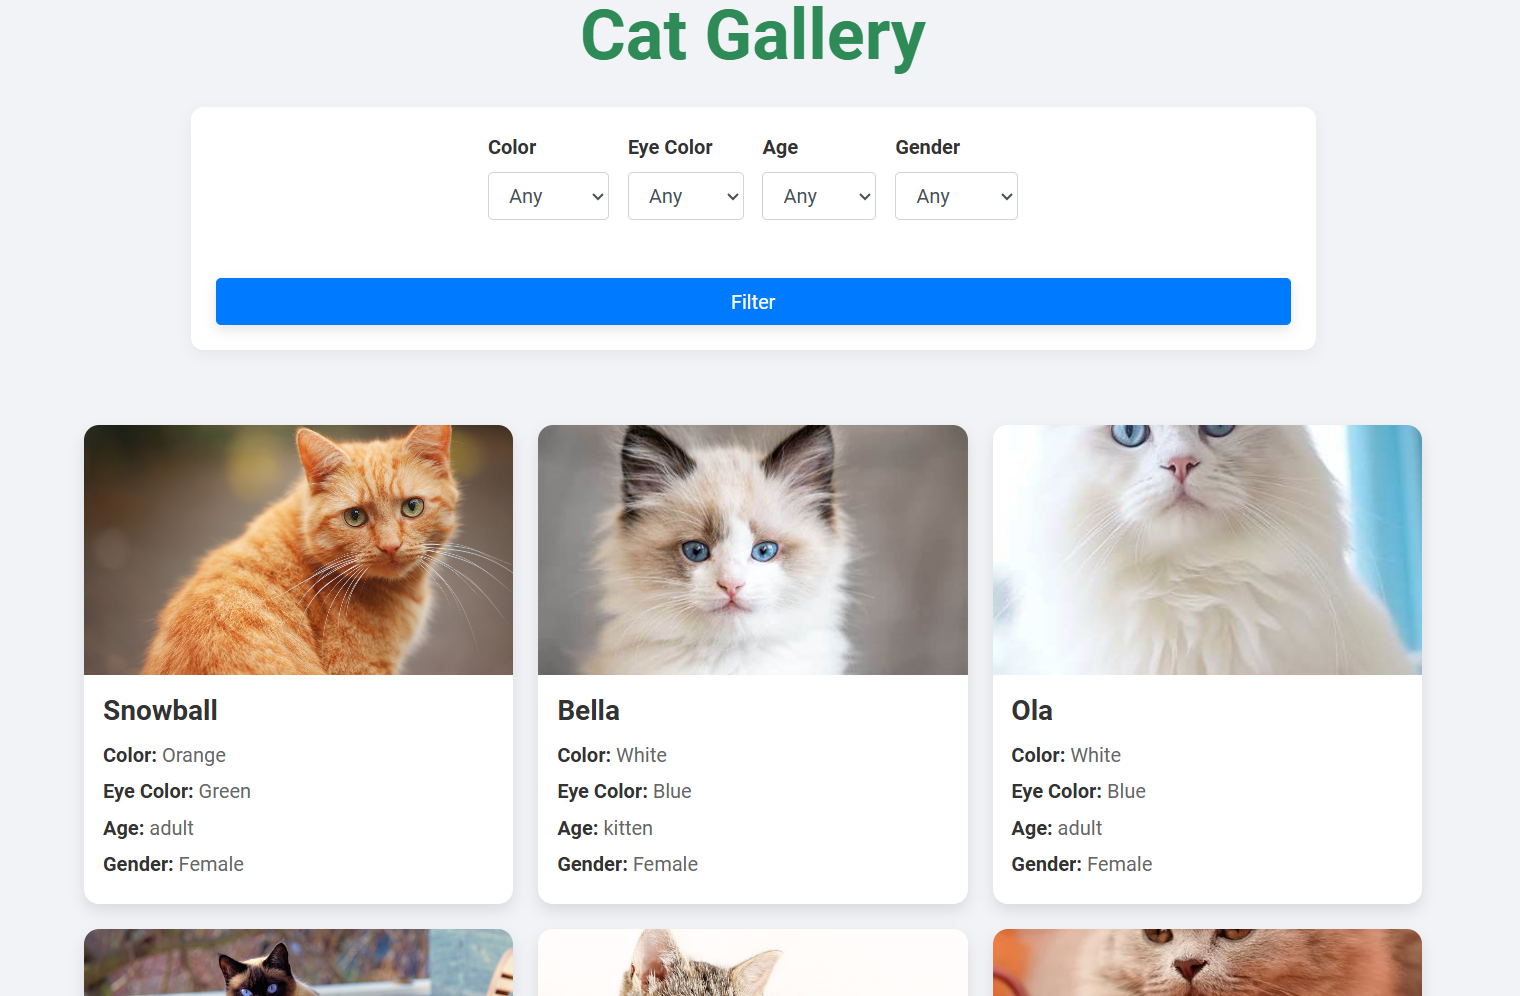 Cat Gallery
Color Eye Color Age Gender
Any Any Any Any
Filter
Snowball
Color: Orange
Eye Color: Green
Age: adult
Gender: Female
Bella
Color: White
Eye Color: Blue
Age: kitten
Gender: Female
Ola
Color: White
Eye Color: Blue
Age: adult
Gender: Female